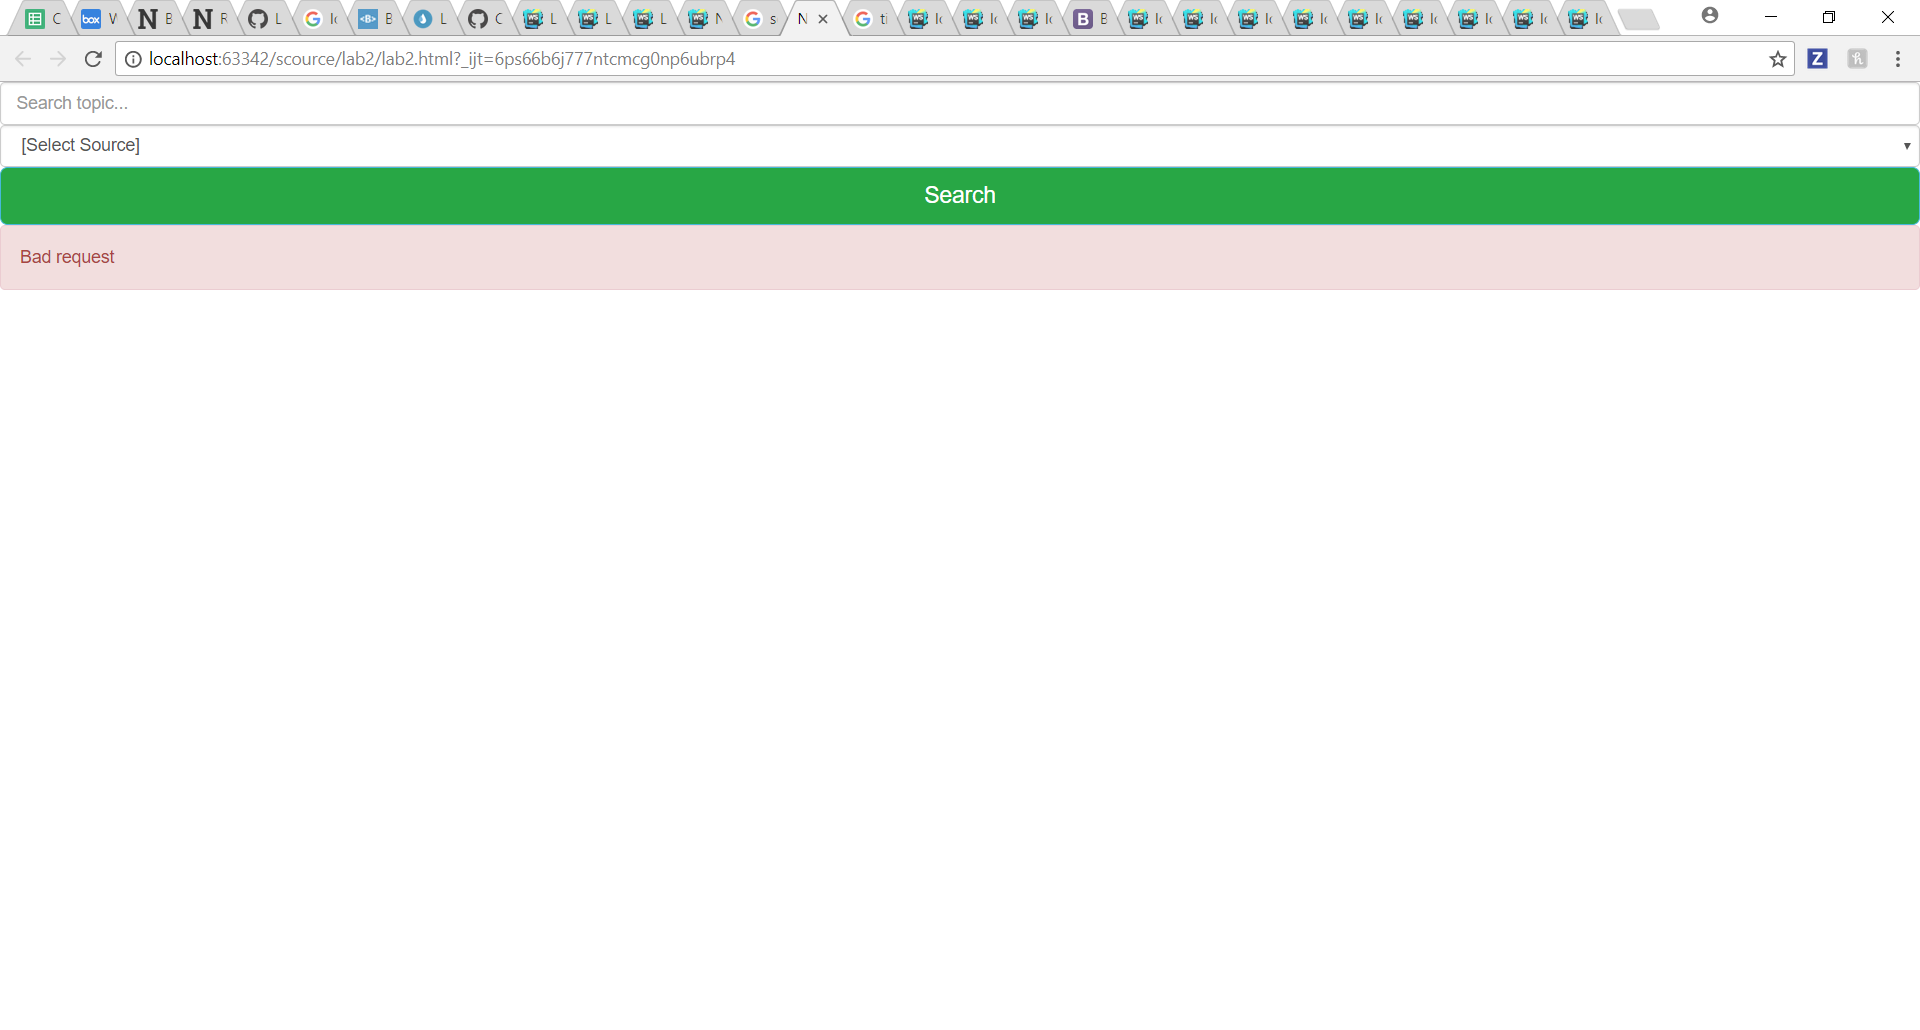 localhost:63342/scource/lab2/lab2.html?_ijt=6ps66b6j777ntcmcg0np6ubrp4
Search topic...
[Select Source]
Search
Bad request